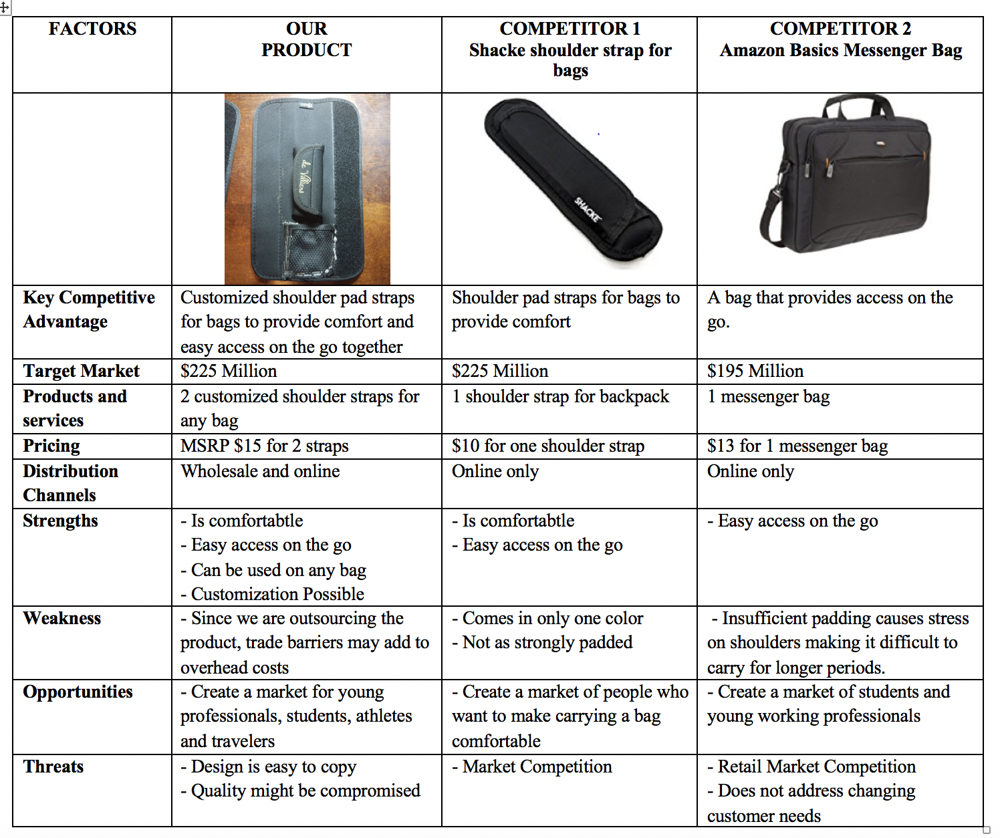 FACTORS
OUR
PRODUCT
COMPETITOR 1
Shacke shoulder strap for
bags
COMPETITOR 2
Amazon Basics Messenger Bag
de Villiers
SHACKE
Key Competitive
Advantage
Customized shoulder pad straps
for bags to provide comfort and
easy access on the go together
Shoulder pad straps for bags to
provide comfort
A bag that provides access on the
go.
Target Market
$225 Million
$225 Million
$195 Million
Products and
services
2 customized shoulder straps for
any bag
1 shoulder strap for backpack
1 messenger bag
Pricing
MSRP $15 for 2 straps
$10 for one shoulder strap
$13 for 1 messenger bag
Distribution
Channels
Wholesale and online
Online only
Online only
Strengths
- Is comfortabtle
- Easy access on the go
- Can be used on any bag
- Customization Possible
- Is comfortabtle
- Easy access on the go
- Easy access on the go
Weakness
- Since we are outsourcing the
product, trade barriers may add to
overhead costs
- Comes in only one color
- Not as strongly padded
- Insufficient padding causes stress
on shoulders making it difficult to
carry for longer periods.
Opportunities
- Create a market for young
professionals, students, athletes
and travelers
- Create a market of people who
want to make carrying a bag
comfortable
- Create a market of students and
young working professionals
Threats
- Design is easy to copy
- Quality might be compromised
- Market Competition
- Retail Market Competition
- Does not address changing
customer needs